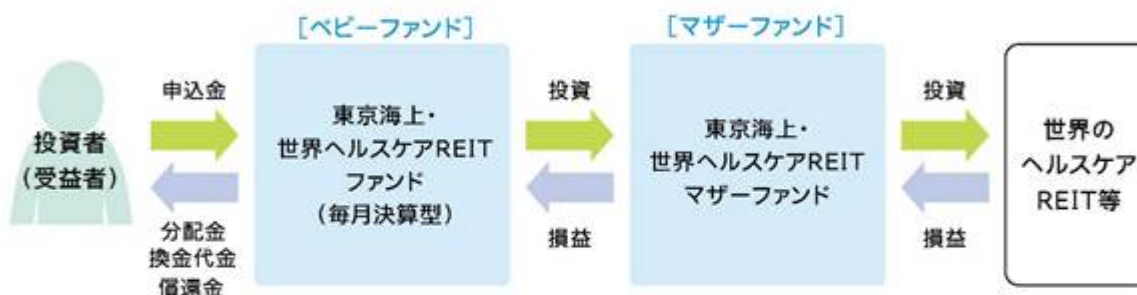 ［ベビーファンド］
［マザーファンド］
投資者
（受益者）
申込金
分配金
換金代金
償還金
東京海上・
世界ヘルスケアREIT
ファンド
（毎月決算型）
投資
損益
東京海上・
世界ヘルスケアREIT
マザーファンド
投資
損益
世界の
ヘルスケア
REIT等